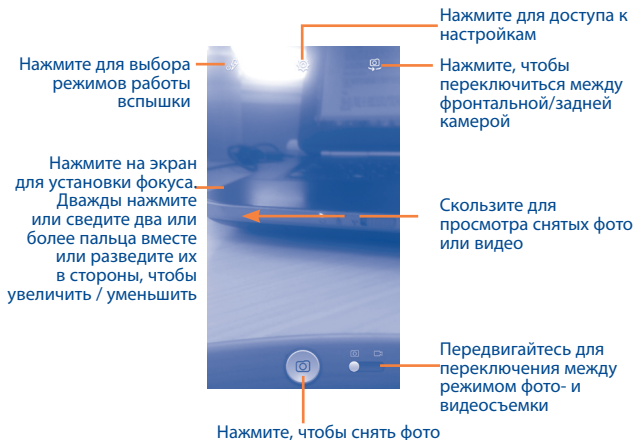 Нажмите для доступа к
настройкам
Нажмите для выбора
режимов работы
вспышки
Нажмите, чтобы
переключиться между
фронтальной/задней
камерой
Нажмите на экран
для установки фокуса.
Дважды нажмите
или сведите два или
более пальца вместе
или разведите их
в стороны, чтобы
увеличить / уменьшить
Скользите для
просмотра снятых фото
или видео
Передвигайтесь для
переключения между
режимом фото- и
видеосъемки
Нажмите, чтобы снять фото